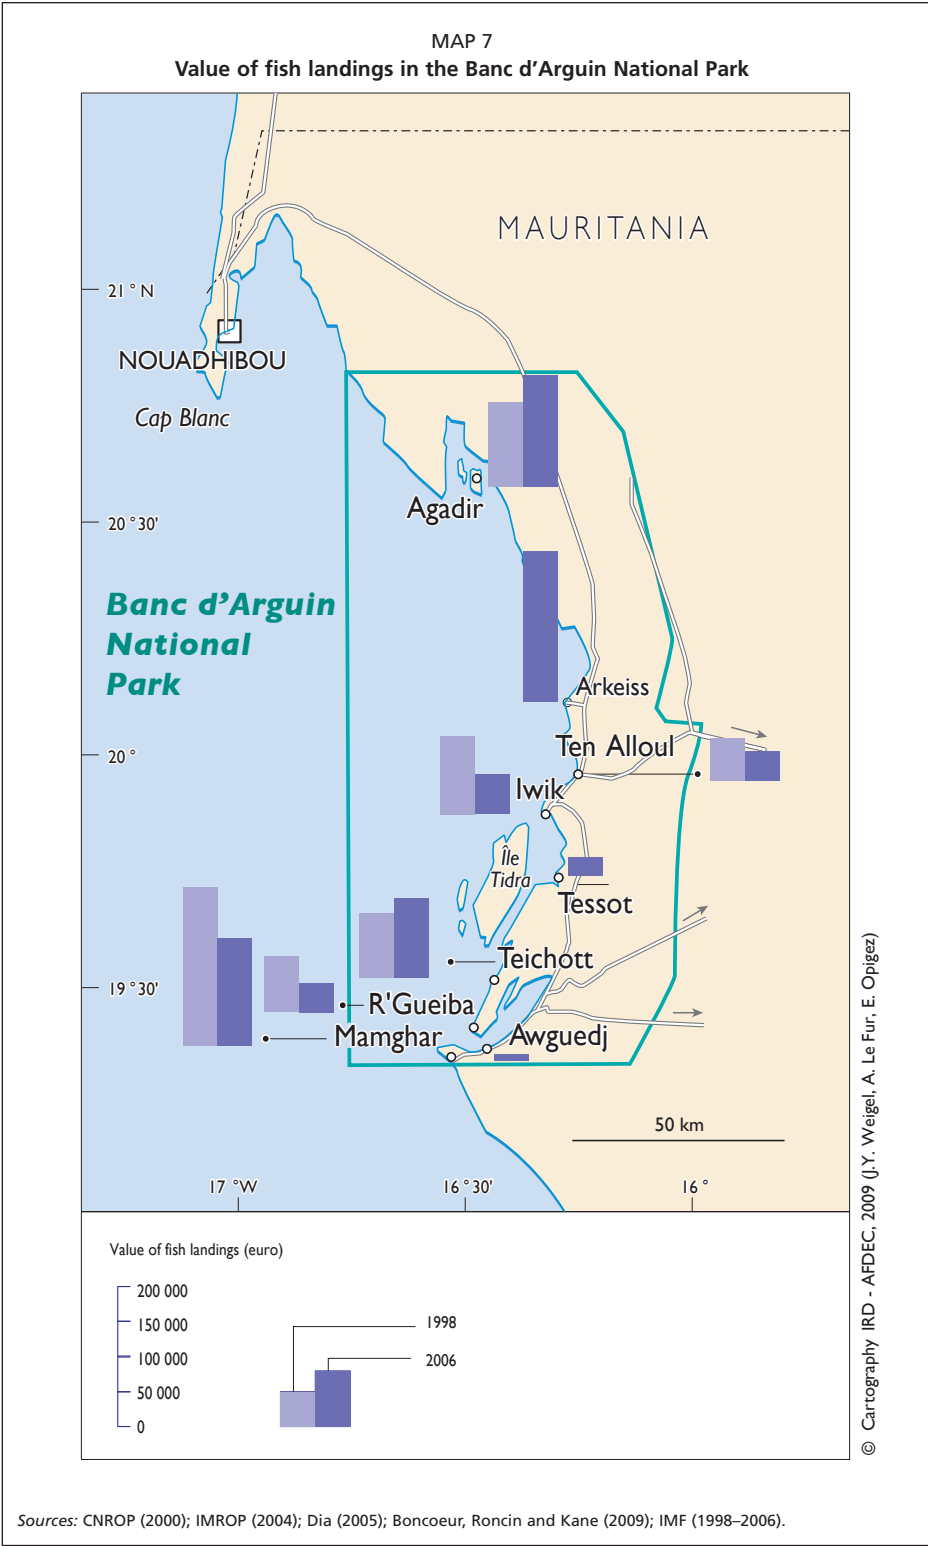 MAP 7
Value of fish landings in the Banc d’Arguin National Park
MAURITANIA
21° N
NOUADHIBOU
Cap Blanc
Agadir
20°30'
Banc d’Arguin
National
Park
Arkeiss
Ten Alloul
20°
Iwik
Île
Tidra
Tessot
Teichott
19°30'
R'Gueiba
Mamghar
Awguedj
50 km
17 °W
16°30'
16°
Value of fish landings (euro)
200 000
150 000
100 000
50 000
0
1998
2006
© Cartography IRD - AFDEC, 2009 (J.Y. Weigel, A. Le Fur, E. Opigez)
Sources: CNROP (2000); IMROP (2004); Dia (2005); Boncoeur, Roncin and Kane (2009); IMF (1998–2006).